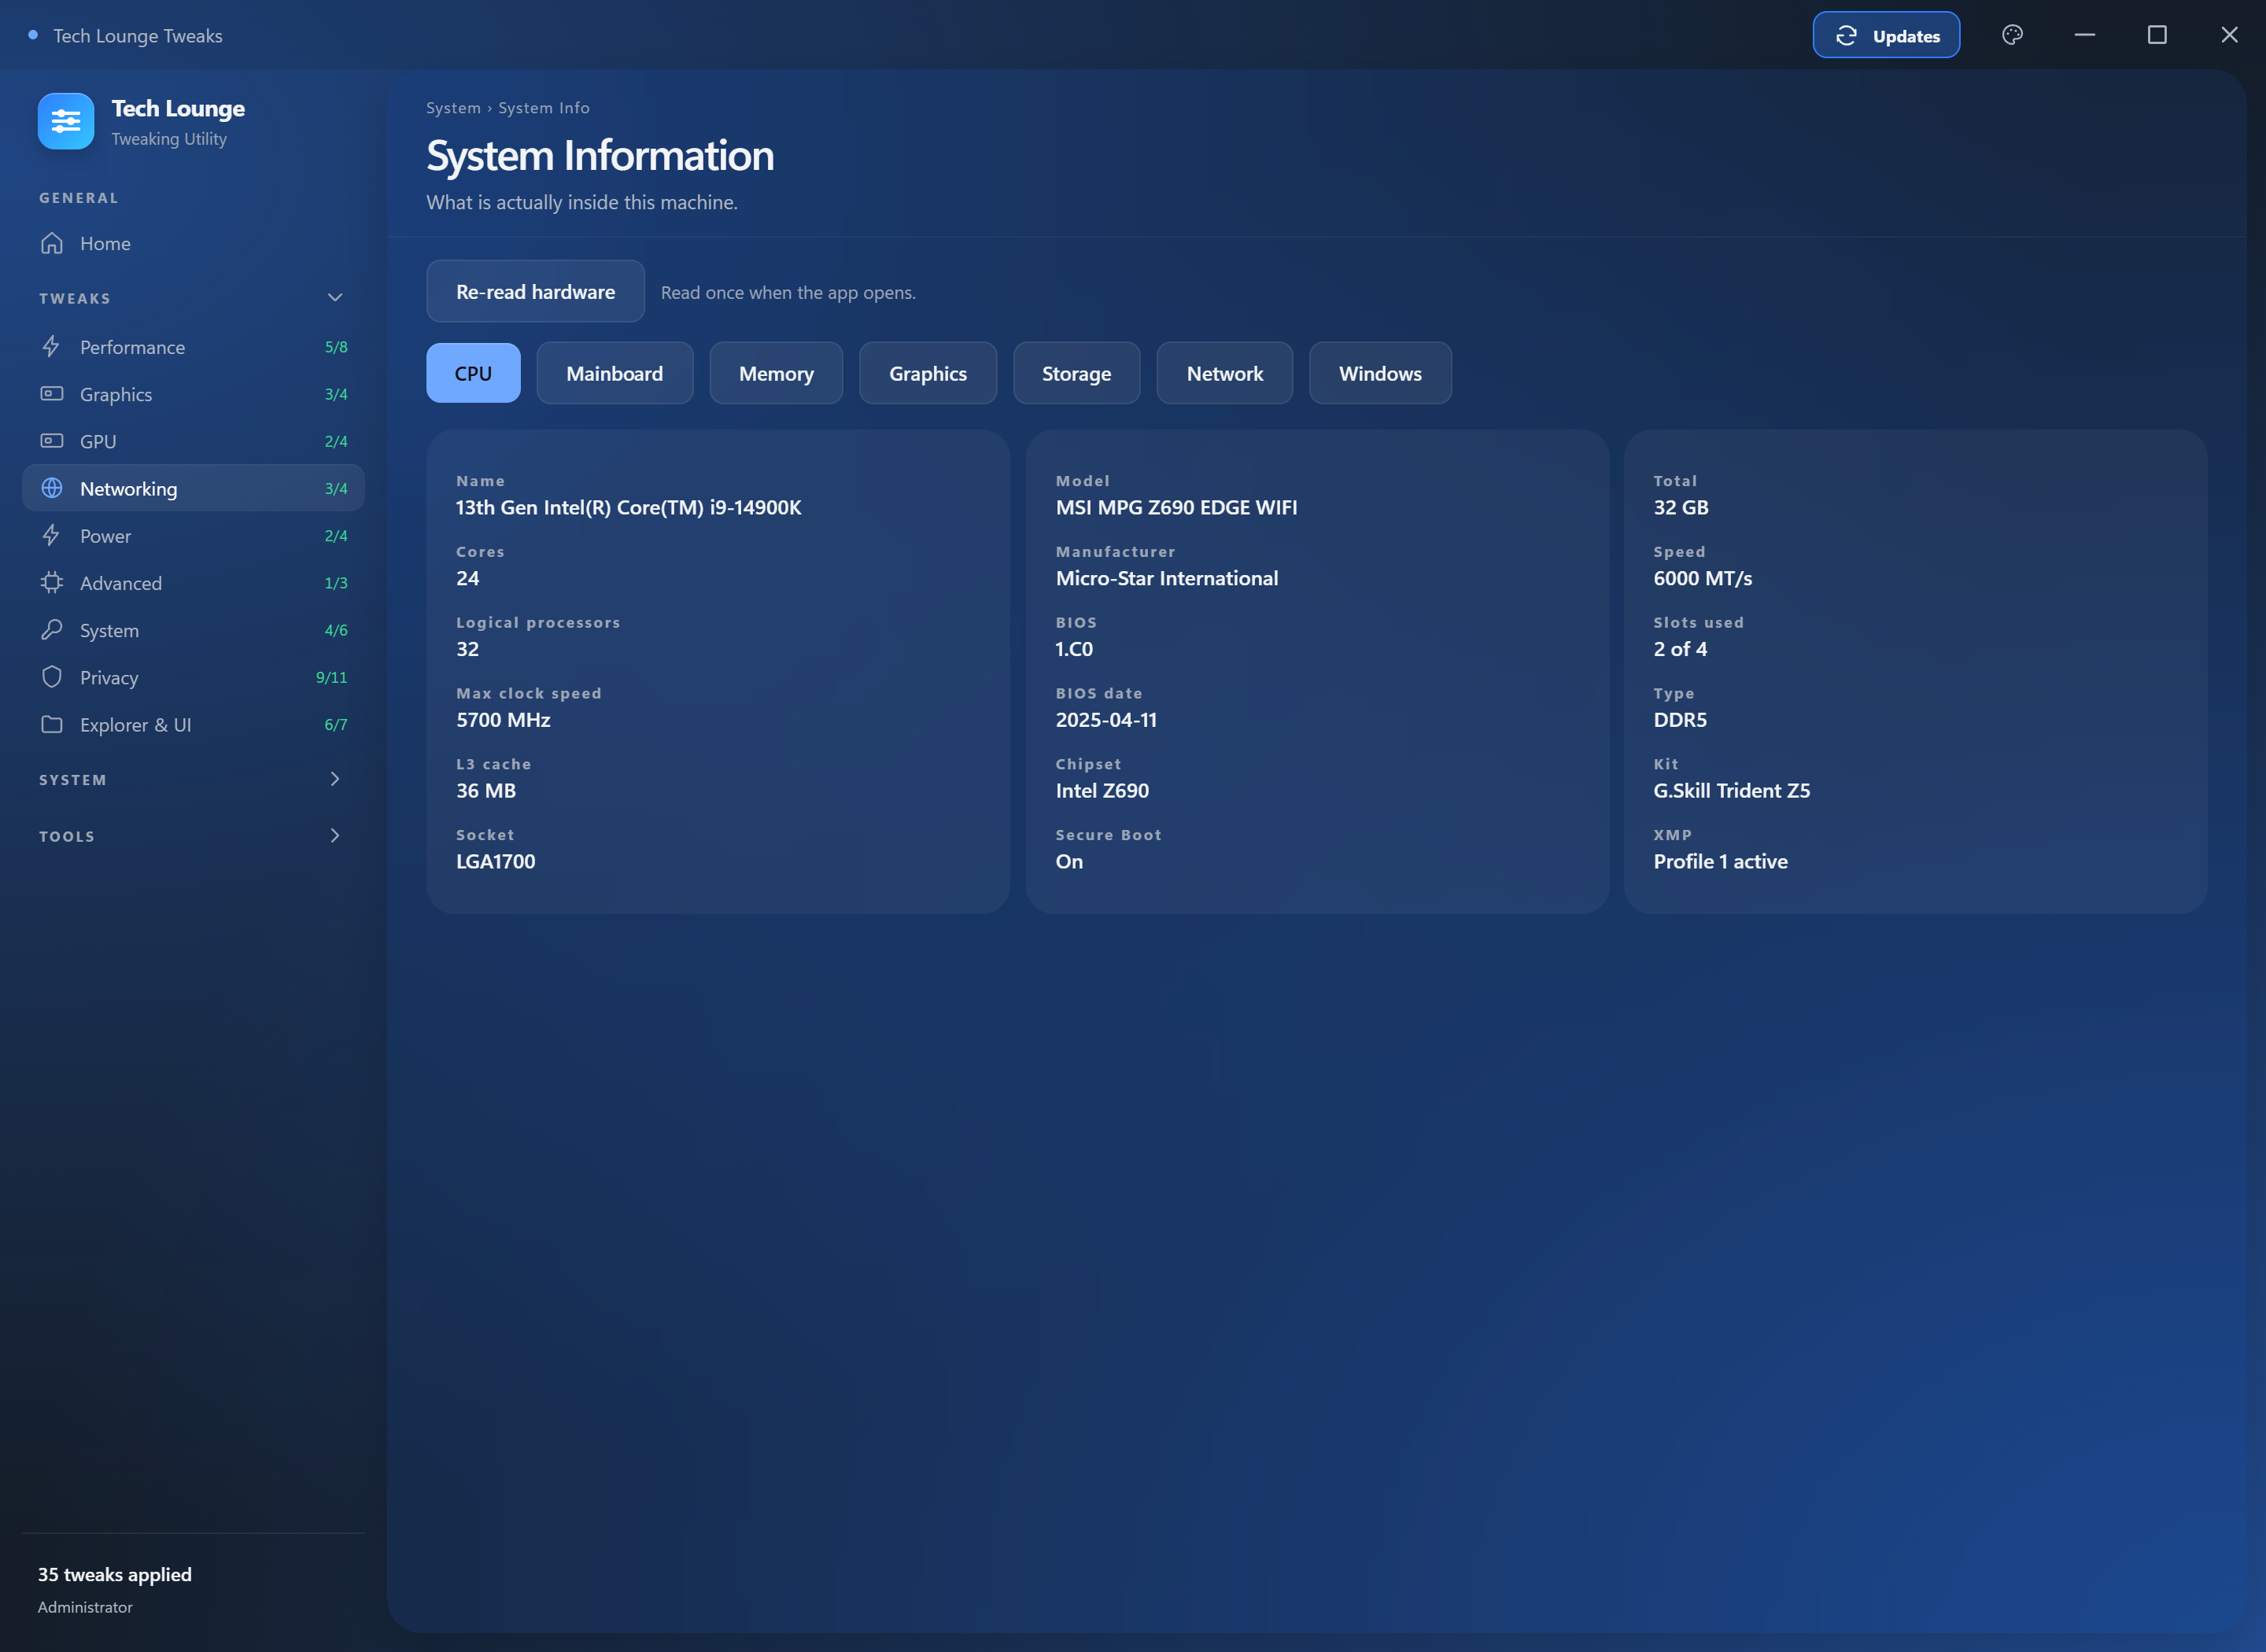 Tech Lounge Tweaks
Updates
Tech Lounge
Tweaking Utility
GENERAL
Home
TWEAKS
Performance 5/8
Graphics 3/4
GPU 2/4
Networking 3/4
Power 2/4
Advanced 1/3
System 4/6
Privacy 9/11
Explorer & UI 6/7
SYSTEM
TOOLS
35 tweaks applied
Administrator
System › System Info
System Information
What is actually inside this machine.
Re-read hardware Read once when the app opens.
CPU Mainboard Memory Graphics Storage Network Windows
Name
13th Gen Intel(R) Core(TM) i9-14900K
Cores
24
Logical processors
32
Max clock speed
5700 MHz
L3 cache
36 MB
Socket
LGA1700
Model
MSI MPG Z690 EDGE WIFI
Manufacturer
Micro-Star International
BIOS
1.C0
BIOS date
2025-04-11
Chipset
Intel Z690
Secure Boot
On
Total
32 GB
Speed
6000 MT/s
Slots used
2 of 4
Type
DDR5
Kit
G.Skill Trident Z5
XMP
Profile 1 active